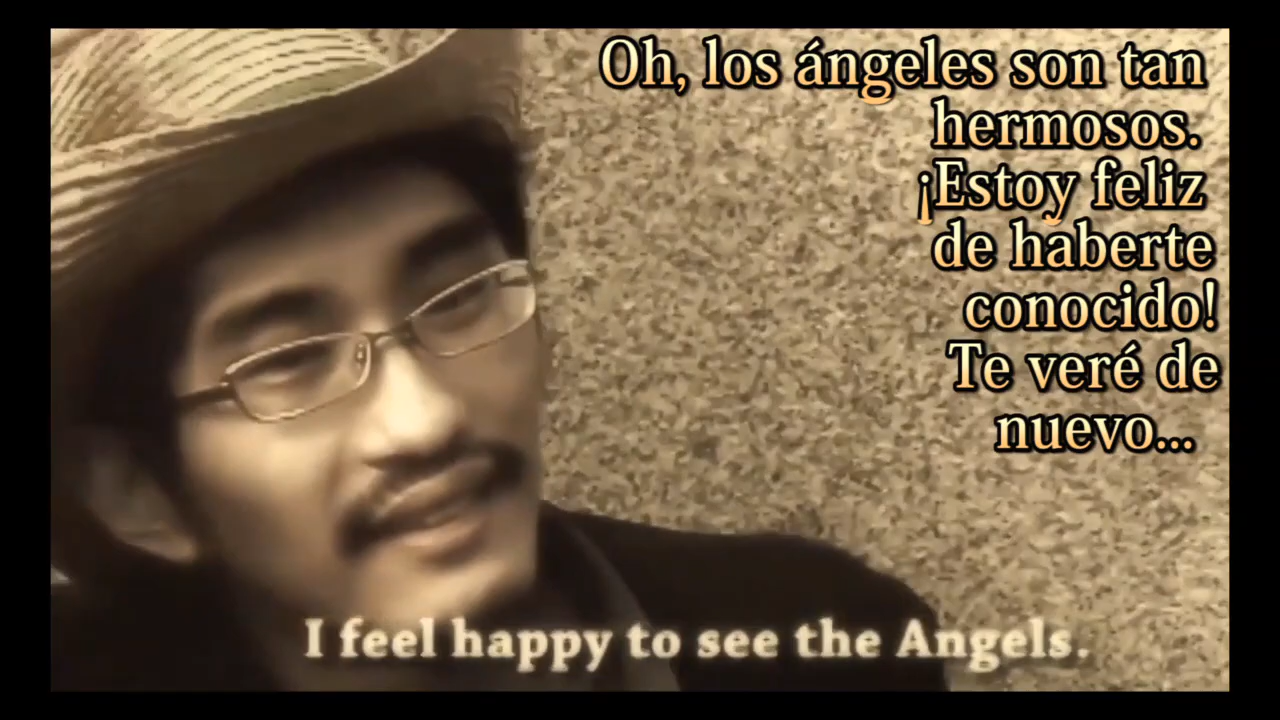 Oh, los ángeles son tan
hermosos.
¡Estoy feliz
de haberte
conocido!
Te veré de
nuevo...
I feel happy to see the Angels.